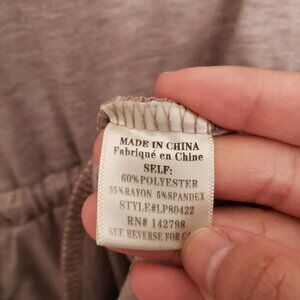 MADE IN CHINA
Fabriqué en Chine
SELF:
60%POLYESTER
35%RAYON 5%SPANDEX
STYLE#LP80422
RN# 142798
SEE REVERSE FOR CA